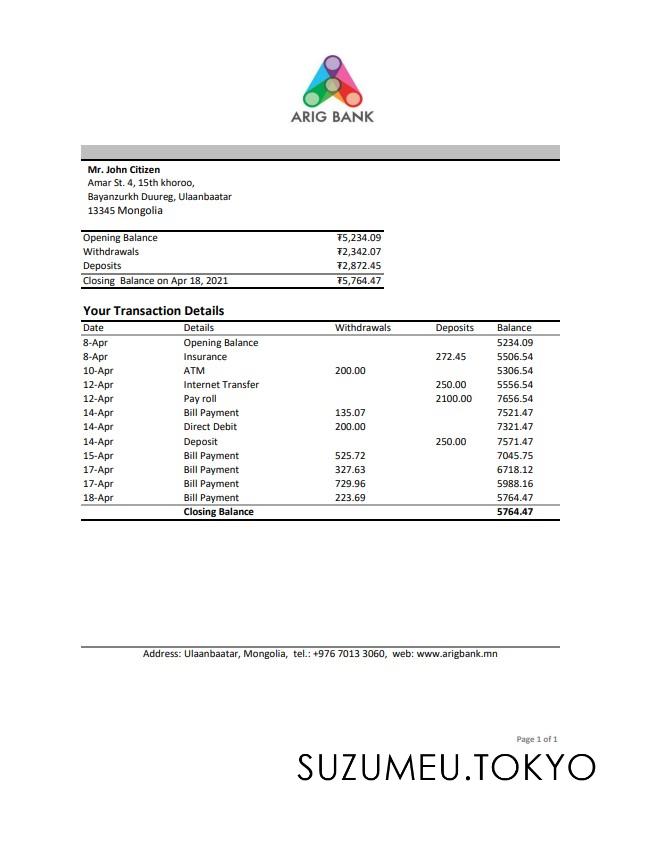 ARIG BANK
Mr. John Citizen
Amar St. 4, 15th khoroo,
Bayanzurkh Duureg, Ulaanbaatar
13345 Mongolia
Opening Balance ₮5,234.09
Withdrawals ₮2,342.07
Deposits ₮2,872.45
Closing Balance on Apr 18, 2021 ₮5,764.47
Your Transaction Details
Date Details Withdrawals Deposits Balance
8-Apr Opening Balance 5234.09
8-Apr Insurance 272.45 5506.54
10-Apr ATM 200.00 5306.54
12-Apr Internet Transfer 250.00 5556.54
12-Apr Pay roll 2100.00 7656.54
14-Apr Bill Payment 135.07 7521.47
14-Apr Direct Debit 200.00 7321.47
14-Apr Deposit 250.00 7571.47
15-Apr Bill Payment 525.72 7045.75
17-Apr Bill Payment 327.63 6718.12
17-Apr Bill Payment 729.96 5988.16
18-Apr Bill Payment 223.69 5764.47
Closing Balance 5764.47
Address: Ulaanbaatar, Mongolia, tel.: +976 7013 3060, web: www.arigbank.mn
Page 1 of 1
SUZUMEU.TOKYO